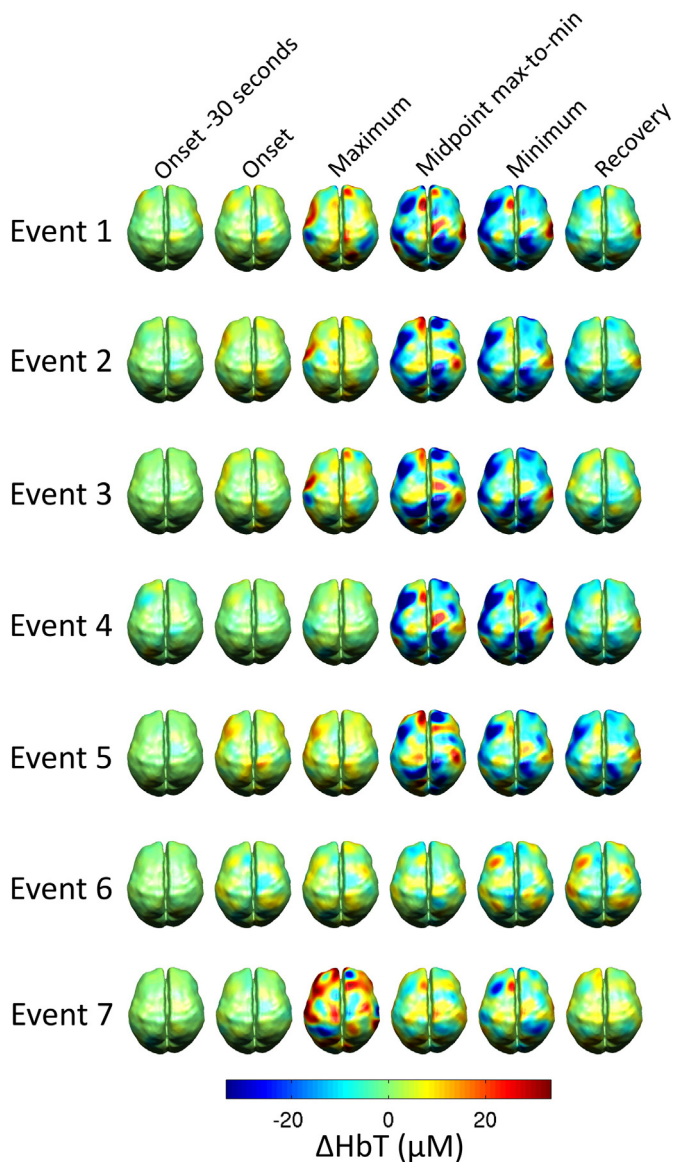 Onset -30 seconds
Onset
Maximum
Midpoint max-to-min
Minimum
Recovery
Event 1
Event 2
Event 3
Event 4
Event 5
Event 6
Event 7
-20 0 20
ΔHbT (µM)